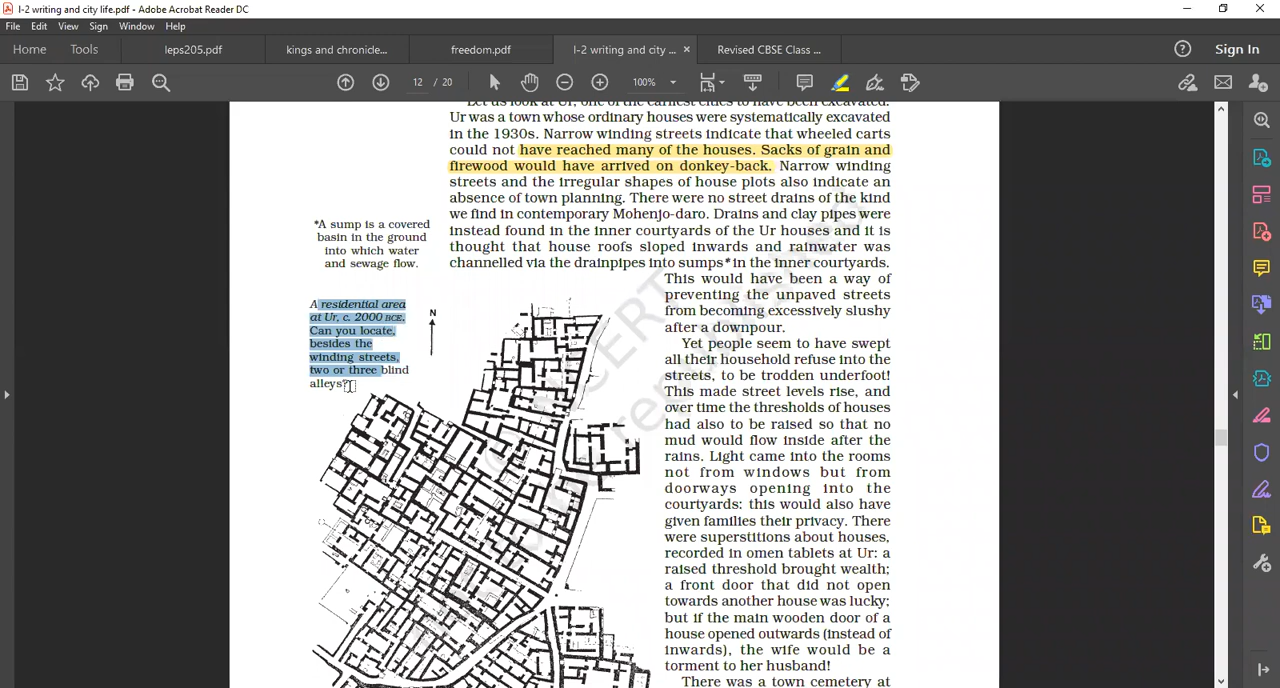 I-2 writing and city life.pdf - Adobe Acrobat Reader DC
File Edit View Sign Window Help
Home Tools leps205.pdf kings and chronicle... freedom.pdf I-2 writing and city ... × Revised CBSE Class ... Sign In
12 / 20 100%
Let us look at Ur, one of the earliest cities to have been excavated.
Ur was a town whose ordinary houses were systematically excavated
in the 1930s. Narrow winding streets indicate that wheeled carts
could not have reached many of the houses. Sacks of grain and
firewood would have arrived on donkey-back. Narrow winding
streets and the irregular shapes of house plots also indicate an
absence of town planning. There were no street drains of the kind
we find in contemporary Mohenjo-daro. Drains and clay pipes were
instead found in the inner courtyards of the Ur houses and it is
thought that house roofs sloped inwards and rainwater was
channelled via the drainpipes into sumps* in the inner courtyards.
*A sump is a covered
basin in the ground
into which water
and sewage flow.
A residential area
at Ur, c. 2000 BCE.
Can you locate,
besides the
winding streets,
two or three blind
alleys?
N
This would have been a way of
preventing the unpaved streets
from becoming excessively slushy
after a downpour.
Yet people seem to have swept
all their household refuse into the
streets, to be trodden underfoot!
This made street levels rise, and
over time the thresholds of houses
had also to be raised so that no
mud would flow inside after the
rains. Light came into the rooms
not from windows but from
doorways opening into the
courtyards: this would also have
given families their privacy. There
were superstitions about houses,
recorded in omen tablets at Ur: a
raised threshold brought wealth;
a front door that did not open
towards another house was lucky;
but if the main wooden door of a
house opened outwards (instead of
inwards), the wife would be a
torment to her husband!
There was a town cemetery at